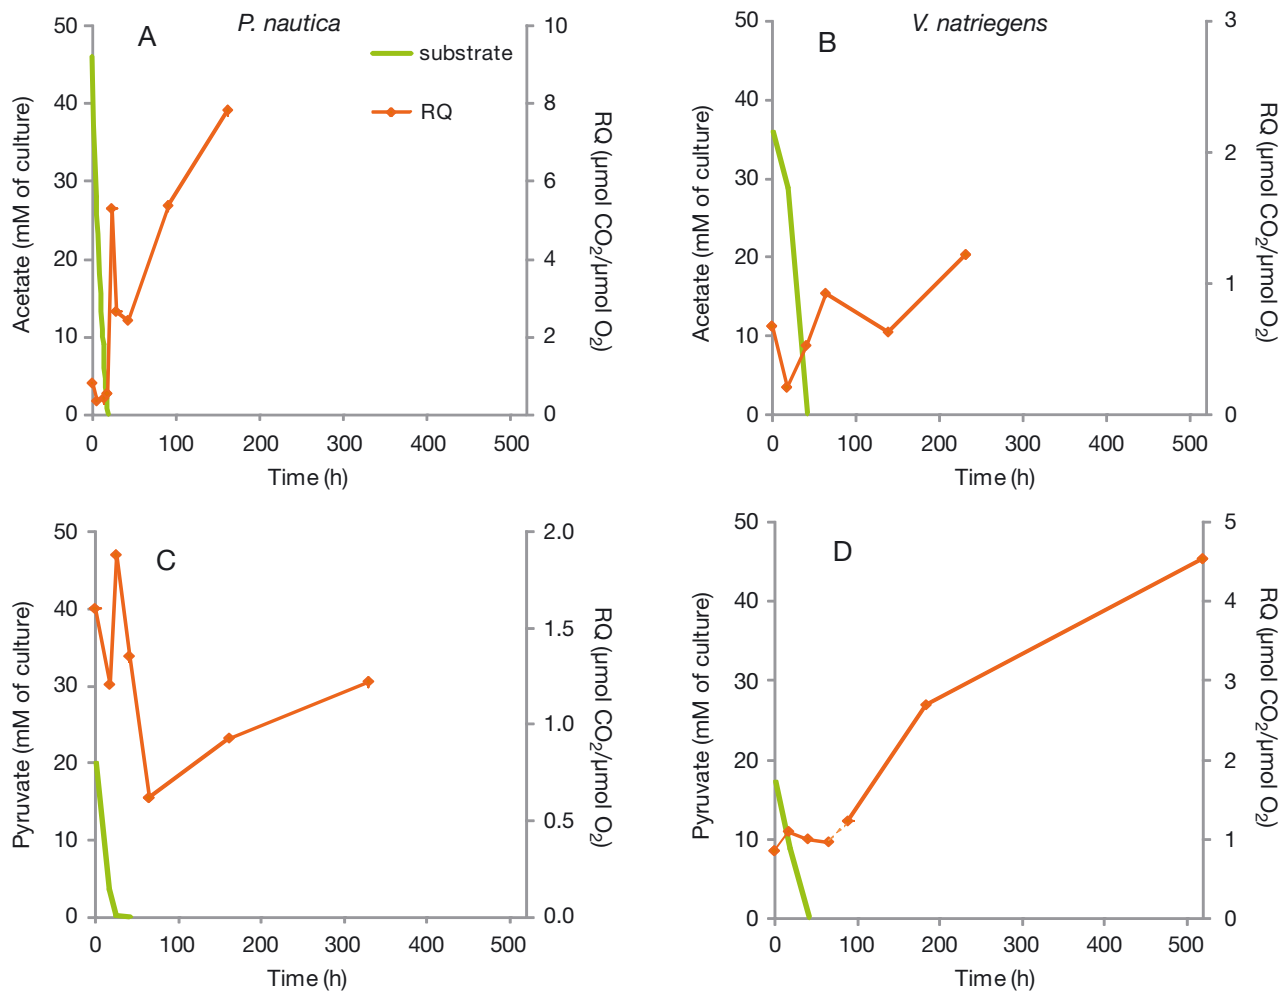 P. nautica
A
substrate
RQ
50
40
30
20
10
0
Acetate (mM of culture)
10
8
6
4
2
0
RQ (µmol CO2/µmol O2)
0 100 200 300 400 500
Time (h)
V. natriegens
B
50
40
30
20
10
0
Acetate (mM of culture)
3
2
1
0
RQ (µmol CO2/µmol O2)
0 100 200 300 400 500
Time (h)
C
50
40
30
20
10
0
Pyruvate (mM of culture)
2.0
1.5
1.0
0.5
0.0
RQ (µmol CO2/µmol O2)
0 100 200 300 400 500
Time (h)
D
50
40
30
20
10
0
Pyruvate (mM of culture)
5
4
3
2
1
0
RQ (µmol CO2/µmol O2)
0 100 200 300 400 500
Time (h)